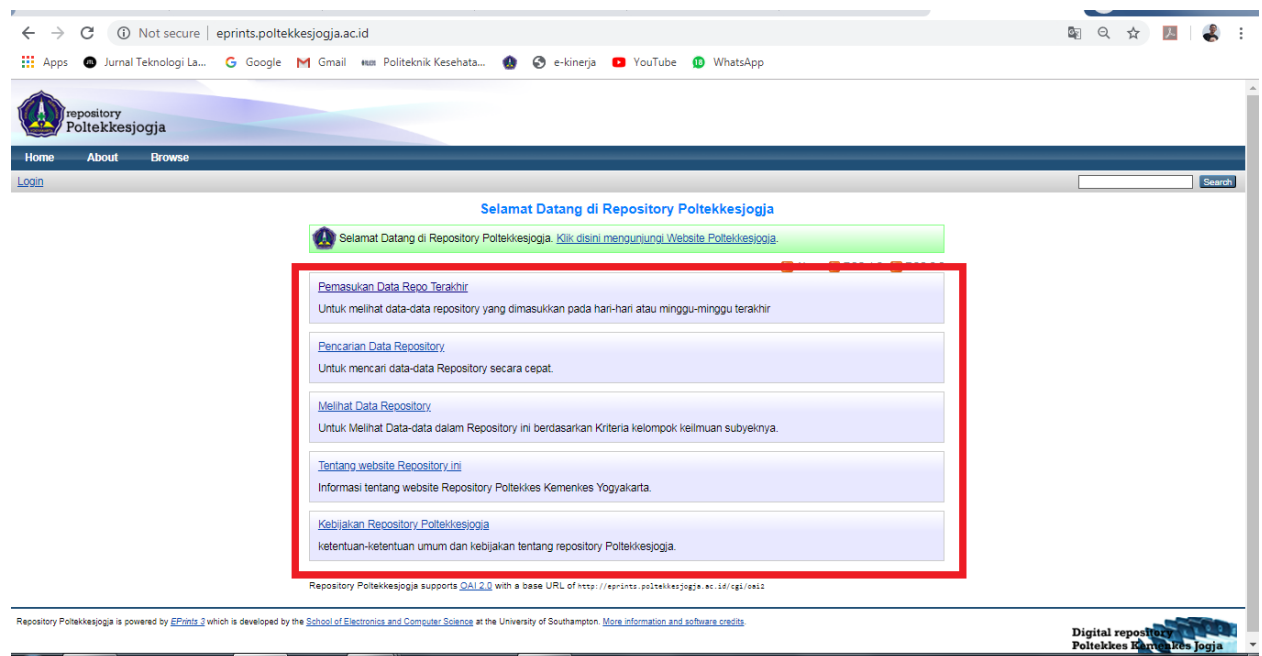 Not secure | eprints.poltekkesjogja.ac.id
Apps Jurnal Teknologi La... Google Gmail Politeknik Kesehata... e-kinerja YouTube WhatsApp
repository
Poltekkesjogja
Home About Browse
Login Search
Selamat Datang di Repository Poltekkesjogja
Selamat Datang di Repository Poltekkesjogja. Klik disini mengunjungi Website Poltekkesjogja.
Pemasukan Data Repo Terakhir
Untuk melihat data-data repository yang dimasukkan pada hari-hari atau minggu-minggu terakhir
Pencarian Data Repository
Untuk mencari data-data Repository secara cepat.
Melihat Data Repository
Untuk Melihat Data-data dalam Repository ini berdasarkan Kriteria kelompok keilmuan subyeknya.
Tentang website Repository ini
Informasi tentang website Repository Poltekkes Kemenkes Yogyakarta.
Kebijakan Repository Poltekkesjogja
ketentuan-ketentuan umum dan kebijakan tentang repository Poltekkesjogja.
Repository Poltekkesjogja supports OAI 2.0 with a base URL of http://eprints.poltekkesjogja.ac.id/cgi/oai2
Repository Poltekkesjogja is powered by EPrints 3 which is developed by the School of Electronics and Computer Science at the University of Southampton. More information and software credits.
Digital repository
Poltekkes Kemenkes Jogja